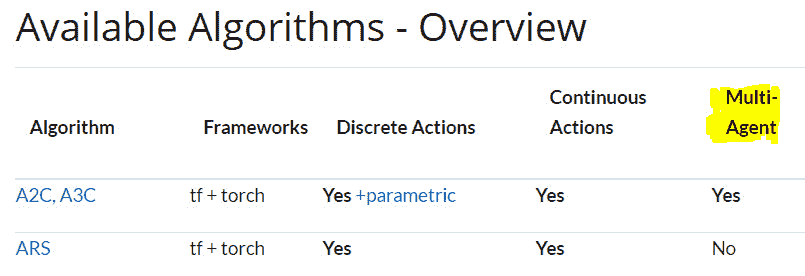 Available Algorithms - Overview
Algorithm Frameworks Discrete Actions Continuous Actions Multi-Agent
A2C, A3C tf + torch Yes +parametric Yes Yes
ARS tf + torch Yes Yes No